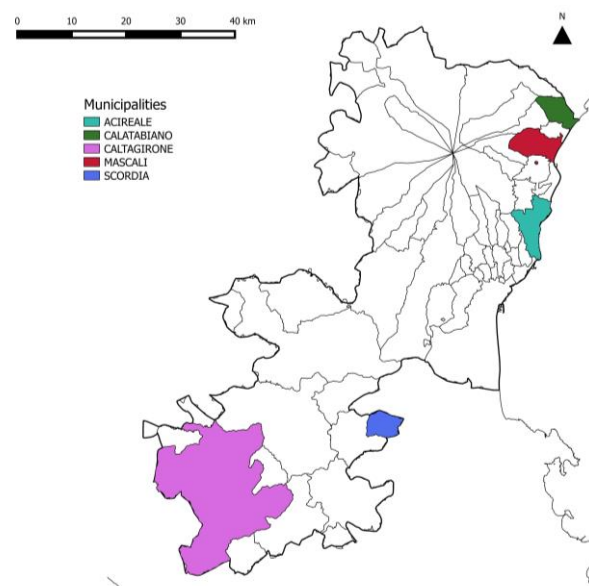 0 10 20 30 40 km
N
Municipalities
ACIREALE
CALATABIANO
CALTAGIRONE
MASCALI
SCORDIA